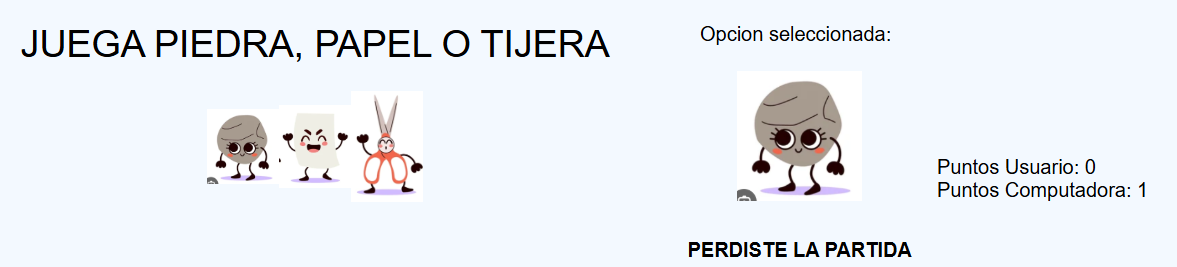 JUEGA PIEDRA, PAPEL O TIJERA
Opcion seleccionada:
Puntos Usuario: 0
Puntos Computadora: 1
PERDISTE LA PARTIDA